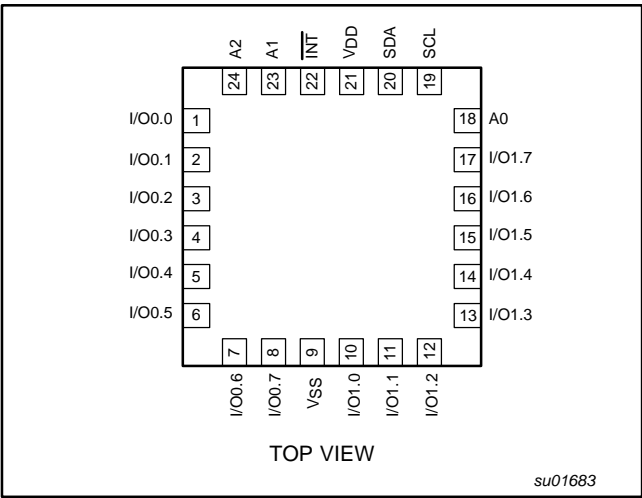 A2 A1 INT VDD SDA SCL
24 23 22 21 20 19
I/O0.0 1 18 A0
I/O0.1 2 17 I/O1.7
I/O0.2 3 16 I/O1.6
I/O0.3 4 15 I/O1.5
I/O0.4 5 14 I/O1.4
I/O0.5 6 13 I/O1.3
7 8 9 10 11 12
I/O0.6 I/O0.7 VSS I/O1.0 I/O1.1 I/O1.2
TOP VIEW
su01683